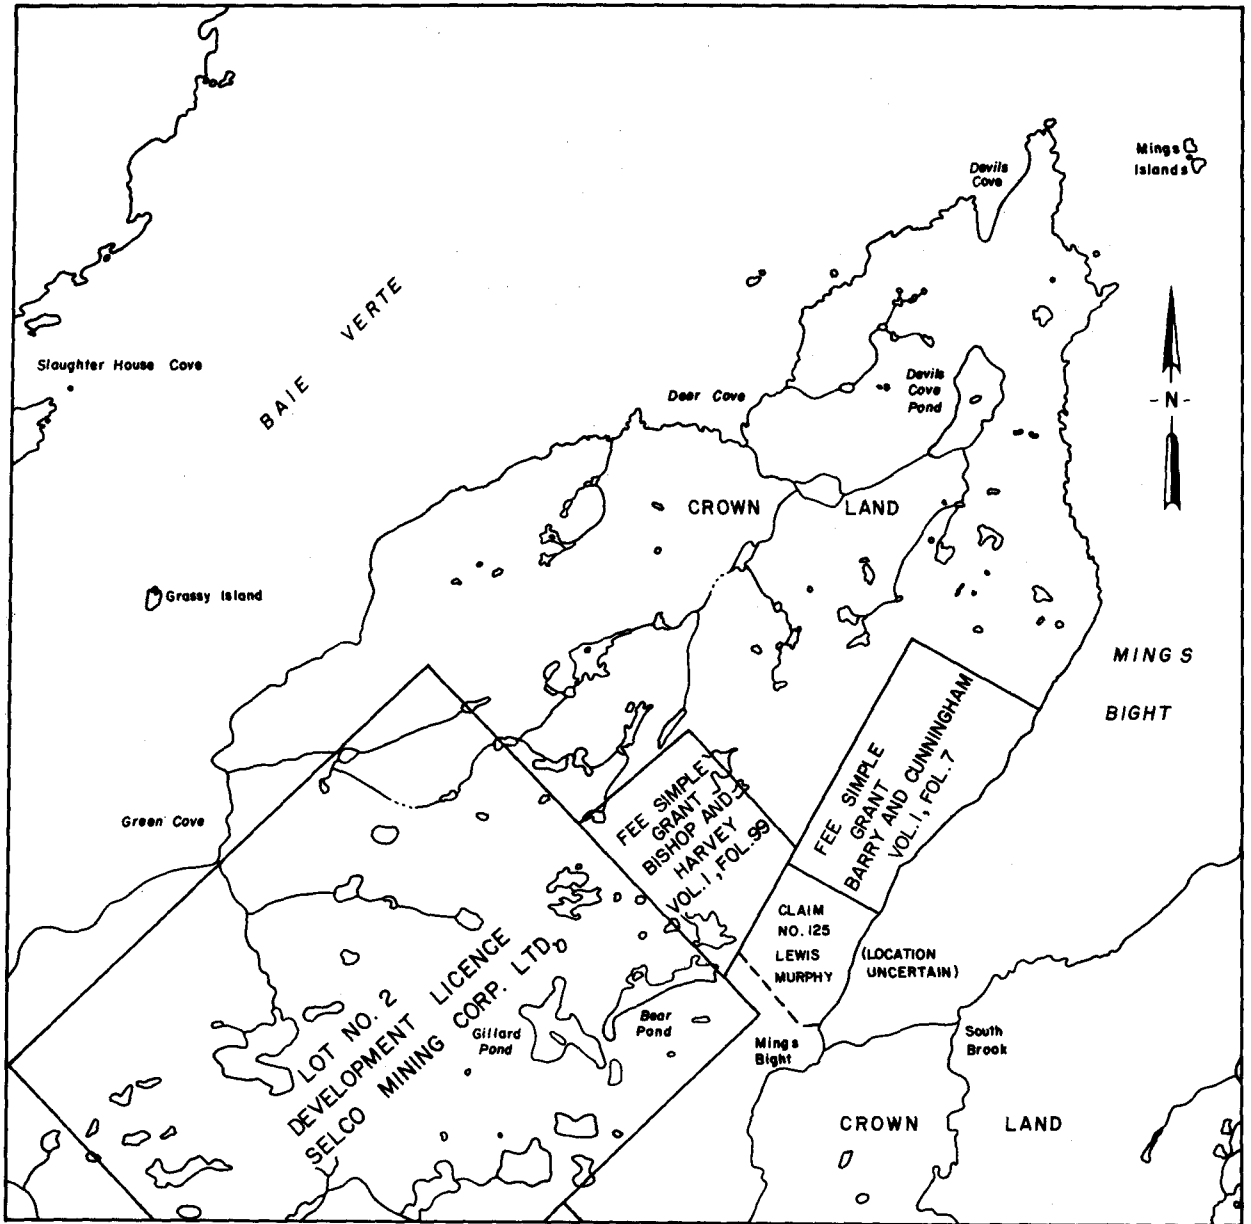 Mings
Islands
Devils
Cove
BAIE VERTE
Slaughter House Cove
Devils
Cove
Pond
Deer Cove
- N -
CROWN LAND
Grassy Island
MINGS
BIGHT
FEE SIMPLE
GRANT
BARRY AND CUNNINGHAM
VOL. I, FOL. 7
FEE SIMPLE
GRANT
BISHOP AND
HARVEY
VOL. I, FOL. 99
Green Cove
CLAIM
NO. 125
LEWIS
MURPHY
(LOCATION
UNCERTAIN)
LOT NO. 2
DEVELOPMENT LICENCE
SELCO MINING CORP. LTD.
Gillard
Pond
Bear
Pond
Mings
Bight
South
Brook
CROWN LAND